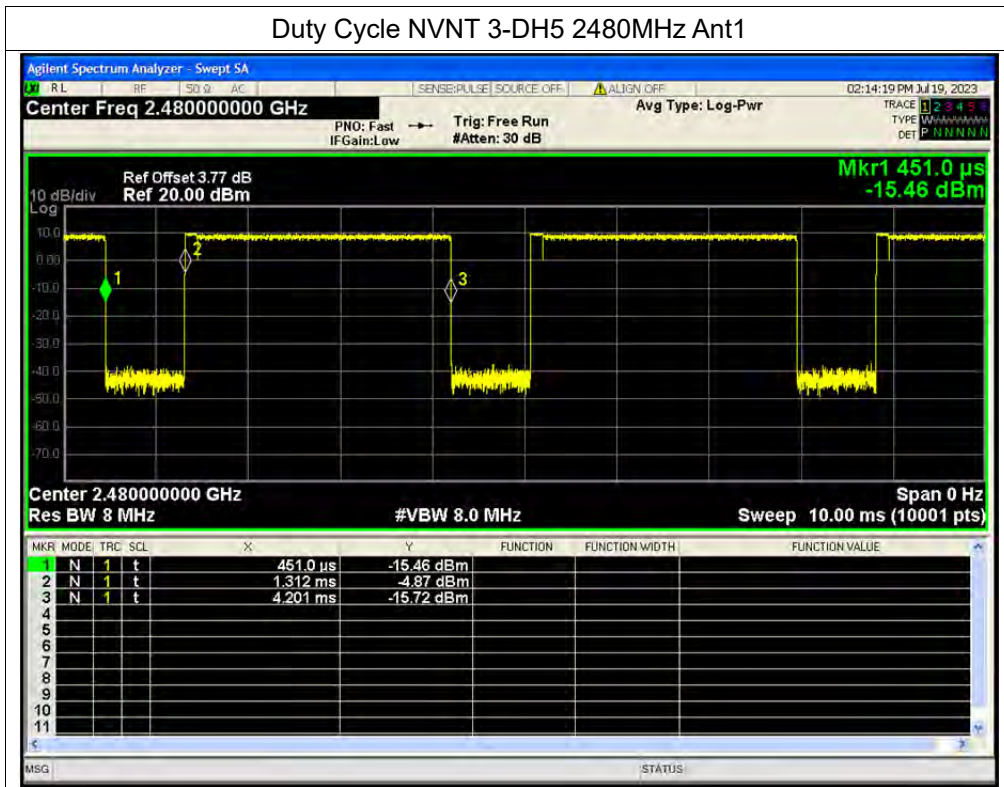 Duty Cycle NVNT 3-DH5 2480MHz Ant1
Agilent Spectrum Analyzer - Swept SA
LXI RL RF 50 Ω AC SENSE:PULSE SOURCE OFF ALIGN OFF 02:14:19 PM Jul 19, 2023
Center Freq 2.480000000 GHz Avg Type: Log-Pwr TRACE 1 2 3 4 5 6
PNO: Fast Trig: Free Run TYPE
IFGain:Low #Atten: 30 dB DET P N N N N N
Mkr1 451.0 µs
-15.46 dBm
Ref Offset 3.77 dB
10 dB/div Ref 20.00 dBm
Log
10.0
0.00
-10.0
-20.0
-30.0
-40.0
-50.0
-60.0
-70.0
1
2
3
Center 2.480000000 GHz Span 0 Hz
Res BW 8 MHz #VBW 8.0 MHz Sweep 10.00 ms (10001 pts)
MKR MODE TRC SCL X Y FUNCTION FUNCTION WIDTH FUNCTION VALUE
1 N 1 t 451.0 µs -15.46 dBm
2 N 1 t 1.312 ms -4.87 dBm
3 N 1 t 4.201 ms -15.72 dBm
4
5
6
7
8
9
10
11
MSG STATUS